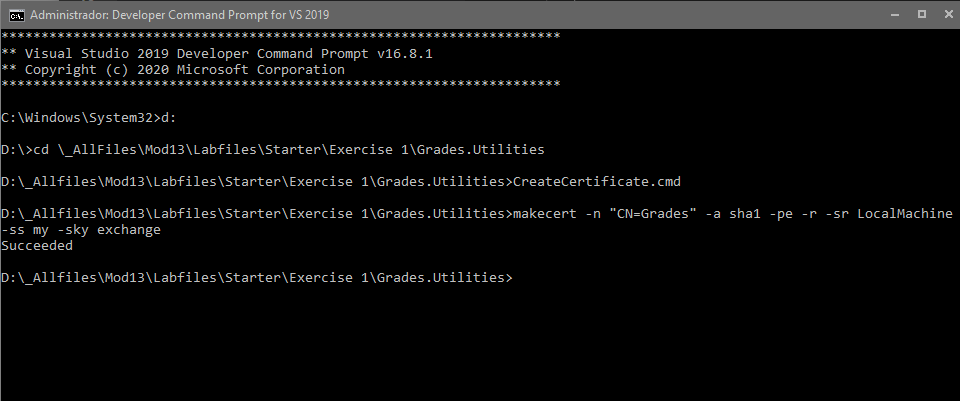 Administrador: Developer Command Prompt for VS 2019
**********************************************************************
** Visual Studio 2019 Developer Command Prompt v16.8.1
** Copyright (c) 2020 Microsoft Corporation
**********************************************************************
C:\Windows\System32>d:
D:\>cd \_AllFiles\Mod13\Labfiles\Starter\Exercise 1\Grades.Utilities
D:\_Allfiles\Mod13\Labfiles\Starter\Exercise 1\Grades.Utilities>CreateCertificate.cmd
D:\_Allfiles\Mod13\Labfiles\Starter\Exercise 1\Grades.Utilities>makecert -n "CN=Grades" -a sha1 -pe -r -sr LocalMachine
-ss my -sky exchange
Succeeded
D:\_Allfiles\Mod13\Labfiles\Starter\Exercise 1\Grades.Utilities>